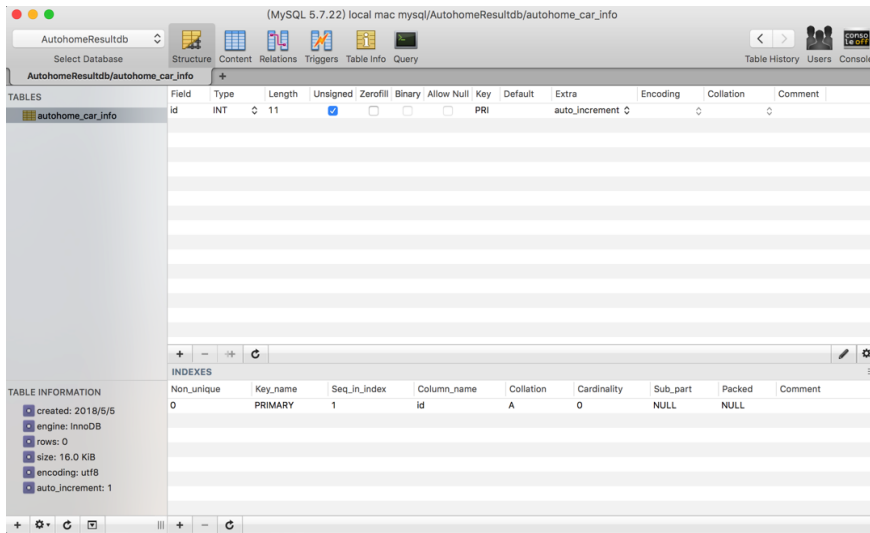 (MySQL 5.7.22) local mac mysql/AutohomeResultdb/autohome_car_info
AutohomeResultdb
Select Database
Structure Content Relations Triggers Table Info Query
Table History Users Console
conso
le off
AutohomeResultdb/autohome_car_info +
TABLES
autohome_car_info
Field Type Length Unsigned Zerofill Binary Allow Null Key Default Extra Encoding Collation Comment
id INT 11 PRI auto_increment
INDEXES
Non_unique Key_name Seq_in_index Column_name Collation Cardinality Sub_part Packed Comment
0 PRIMARY 1 id A 0 NULL NULL
TABLE INFORMATION
created: 2018/5/5
engine: InnoDB
rows: 0
size: 16.0 KiB
encoding: utf8
auto_increment: 1